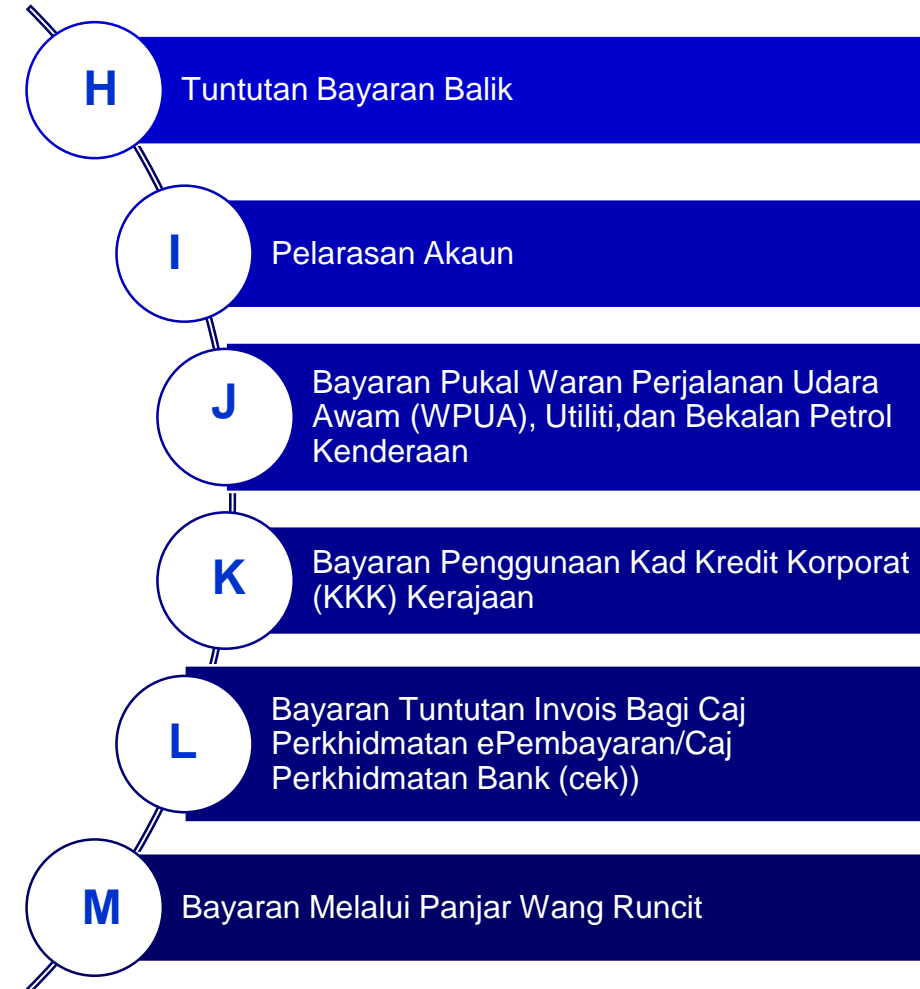 H
Tuntutan Bayaran Balik
I
Pelarasan Akaun
J
Bayaran Pukal Waran Perjalanan Udara
Awam (WPUA), Utiliti,dan Bekalan Petrol
Kenderaan
K
Bayaran Penggunaan Kad Kredit Korporat
(KKK) Kerajaan
L
Bayaran Tuntutan Invois Bagi Caj
Perkhidmatan ePembayaran/Caj
Perkhidmatan Bank (cek))
M
Bayaran Melalui Panjar Wang Runcit